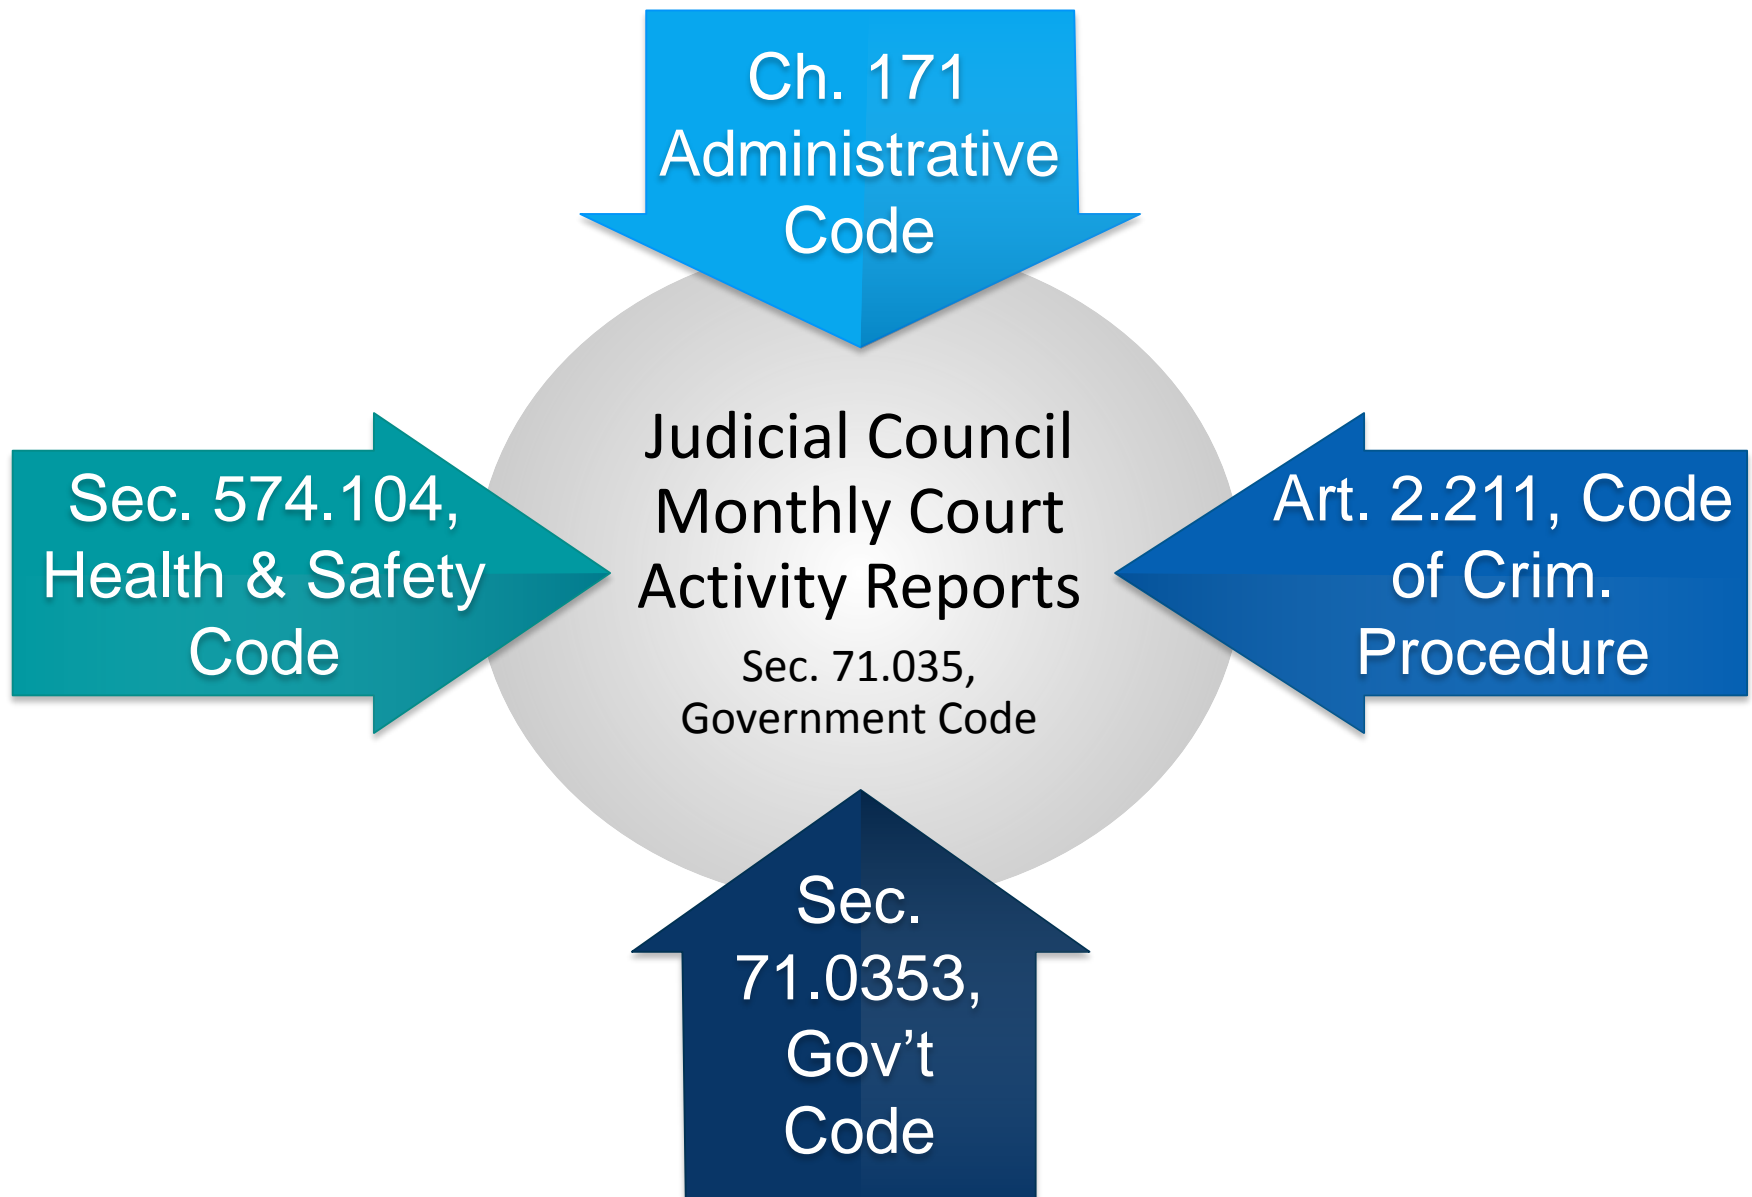 Ch. 171
Administrative
Code
Sec. 574.104,
Health & Safety
Code
Judicial Council
Monthly Court
Activity Reports
Sec. 71.035,
Government Code
Art. 2.211, Code
of Crim.
Procedure
Sec.
71.0353,
Gov’t
Code